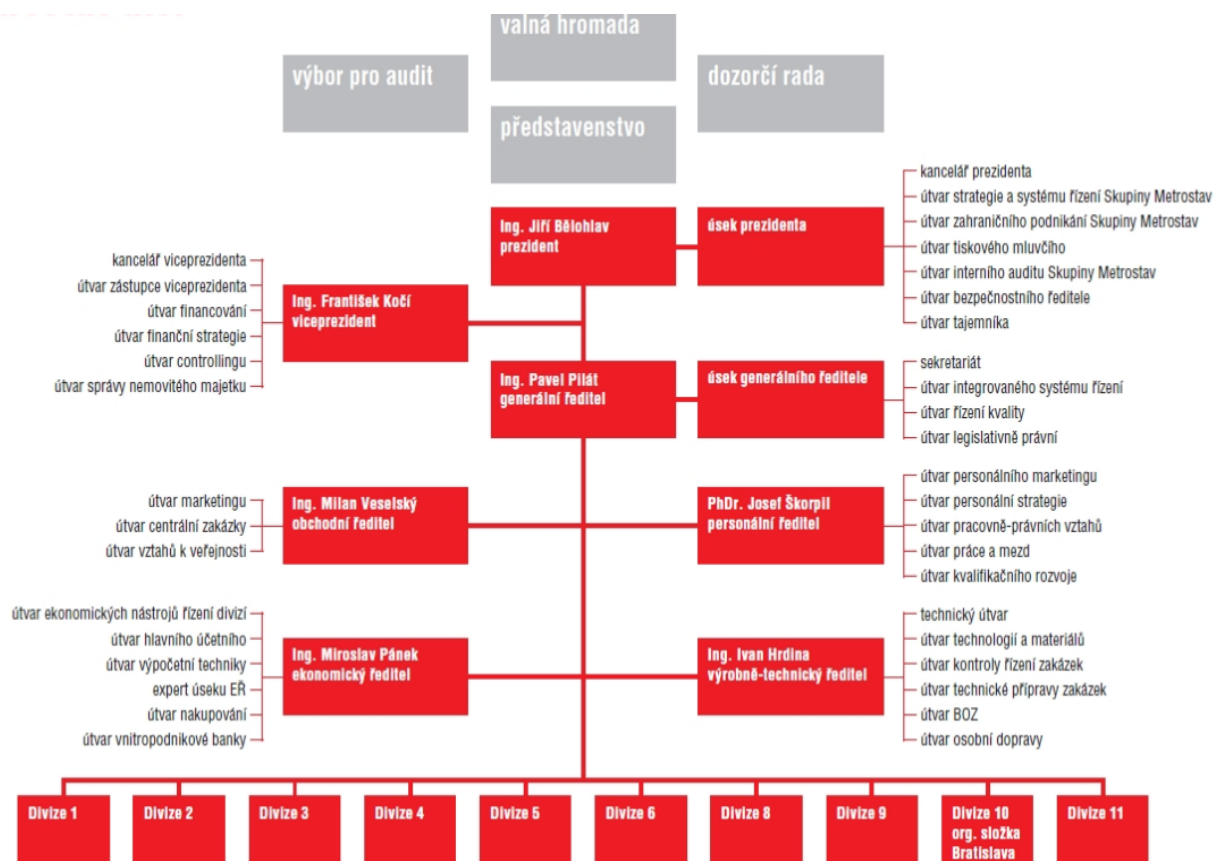 valná hromada
výbor pro audit
dozorčí rada
představenstvo
Ing. Jiří Bělohlav
prezident
úsek prezidenta
kancelář prezidenta
útvar strategie a systému řízení Skupiny Metrostav
útvar zahraničního podnikání Skupiny Metrostav
útvar tiskového mluvčího
útvar interního auditu Skupiny Metrostav
útvar bezpečnostního ředitele
útvar tajemníka
kancelář viceprezidenta
útvar zástupce viceprezidenta
útvar financování
útvar finanční strategie
útvar controllingu
útvar správy nemovitého majetku
Ing. František Kočí
viceprezident
Ing. Pavel Pilát
generální ředitel
úsek generálního ředitele
sekretariát
útvar integrovaného systému řízení
útvar řízení kvality
útvar legislativně právní
útvar marketingu
útvar centrální zakázky
útvar vztahů k veřejnosti
Ing. Milan Veselský
obchodní ředitel
PhDr. Josef Škorpil
personální ředitel
útvar personálního marketingu
útvar personální strategie
útvar pracovně-právních vztahů
útvar práce a mezd
útvar kvalifikačního rozvoje
útvar ekonomických nástrojů řízení divizí
útvar hlavního účetního
útvar výpočetní techniky
expert úseku EŘ
útvar nakupování
útvar vnitropodnikové banky
Ing. Miroslav Pánek
ekonomický ředitel
Ing. Ivan Hrdina
výrobně-technický ředitel
technický útvar
útvar technologií a materiálů
útvar kontroly řízení zakázek
útvar technické přípravy zakázek
útvar BOZ
útvar osobní dopravy
Divize 1
Divize 2
Divize 3
Divize 4
Divize 5
Divize 6
Divize 8
Divize 9
Divize 10
org. složka
Bratislava
Divize 11